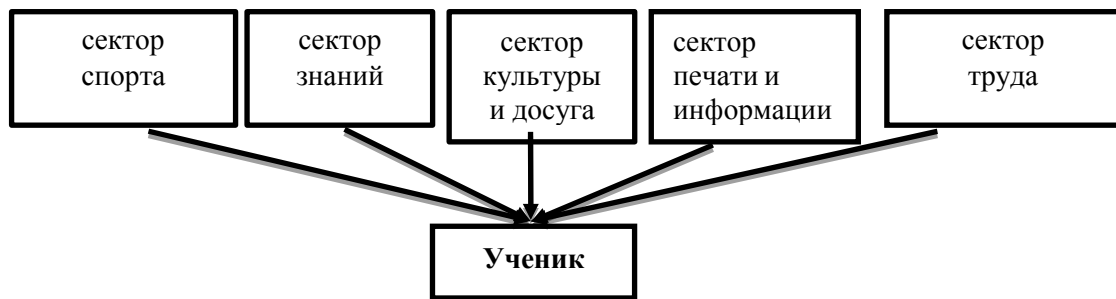 сектор
спорта
сектор
знаний
сектор
культуры
и досуга
сектор
печати и
информации
сектор
труда
Ученик